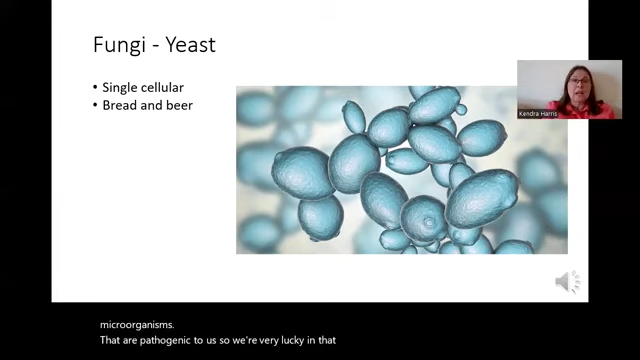 Fungi - Yeast
• Single cellular
• Bread and beer
Kendra Harris
microorganisms.
That are pathogenic to us so we're very lucky in that